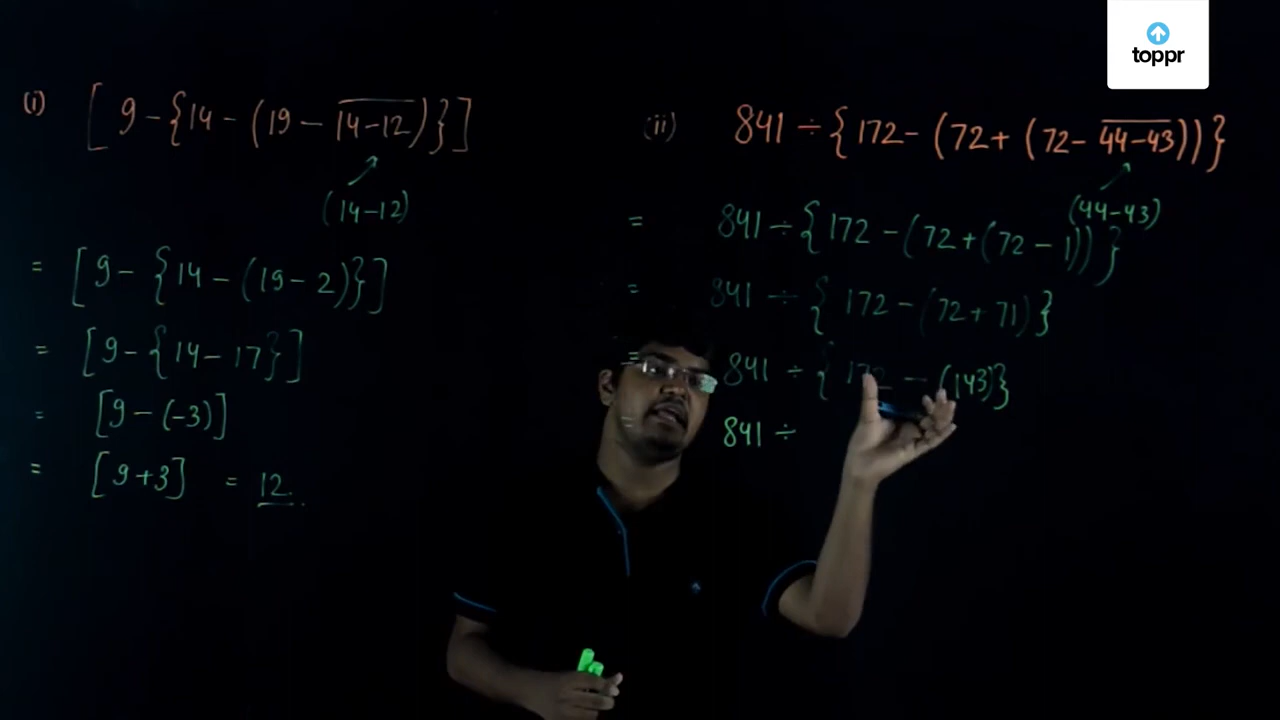 toppr
(i) [9-{14-(19-\overline{14-12})}]
(14-12)
= [9-{14-(19-2)}]
= [9-{14-17}]
= [9-(-3)]
= [9+3] = 12.
(ii) 841÷{172-(72+(72-\overline{44-43}))}
(44-43)
= 841÷{172-(72+(72-1))}
= 841÷{172-(72+71)}
= 841÷{172-(143)}
= 841÷